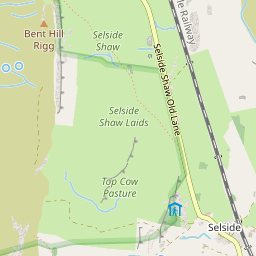 Bent Hill
Rigg
Selside
Shaw
le Railway
Selside Shaw Old Lane
Selside
Shaw Laids
Top Cow
Pasture
Selside